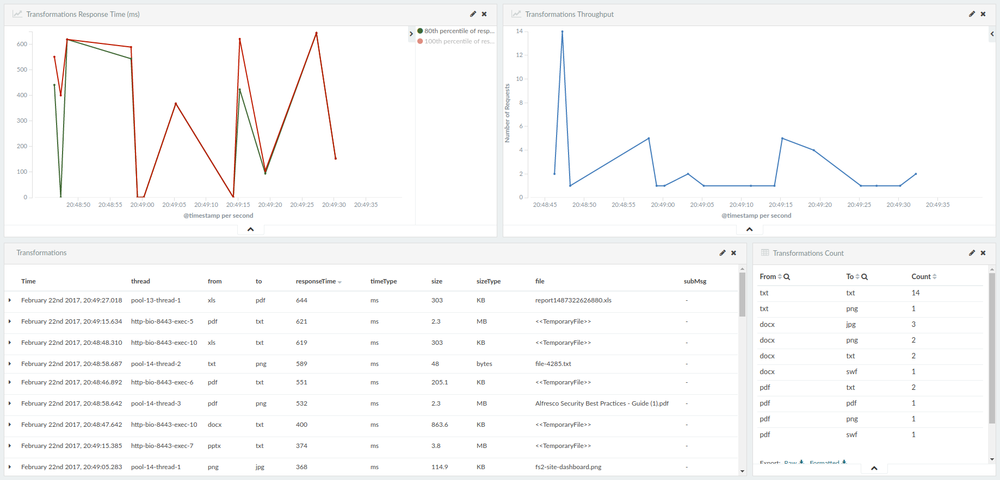 Transformations Response Time (ms)
80th percentile of resp...
100th percentile of res...
600
500
400
300
200
100
0
20:48:50 20:48:55 20:49:00 20:49:05 20:49:10 20:49:15 20:49:20 20:49:25 20:49:30 20:49:35
@timestamp per second
Transformations Throughput
Number of Requests
14
12
10
8
6
4
2
0
20:48:45 20:48:50 20:48:55 20:49:00 20:49:05 20:49:10 20:49:15 20:49:20 20:49:25 20:49:30 20:49:35
@timestamp per second
Transformations
Time thread from to responseTime timeType size sizeType file subMsg
February 22nd 2017, 20:49:27.018 pool-13-thread-1 xls pdf 644 ms 303 KB report1487322626880.xls -
February 22nd 2017, 20:49:15.634 http-bio-8443-exec-5 pdf txt 621 ms 2.3 MB <<TemporaryFile>> -
February 22nd 2017, 20:48:48.310 http-bio-8443-exec-10 xls txt 619 ms 303 KB <<TemporaryFile>> -
February 22nd 2017, 20:48:58.687 pool-14-thread-2 txt png 589 ms 48 bytes file-4285.txt -
February 22nd 2017, 20:48:46.892 http-bio-8443-exec-6 pdf txt 551 ms 205.1 KB <<TemporaryFile>> -
February 22nd 2017, 20:48:58.642 pool-14-thread-3 pdf png 532 ms 2.3 MB Alfresco Security Best Practices - Guide (1).pdf -
February 22nd 2017, 20:48:47.642 http-bio-8443-exec-10 docx txt 400 ms 863.6 KB <<TemporaryFile>> -
February 22nd 2017, 20:49:15.385 http-bio-8443-exec-7 pptx txt 374 ms 3.8 MB <<TemporaryFile>> -
February 22nd 2017, 20:49:05.283 pool-14-thread-1 png jpg 368 ms 114.9 KB fs2-site-dashboard.png -
Transformations Count
From To Count
txt txt 14
txt png 1
docx jpg 3
docx png 2
docx txt 2
docx swf 1
pdf txt 2
pdf pdf 1
pdf png 1
pdf swf 1
Export: Raw Formatted